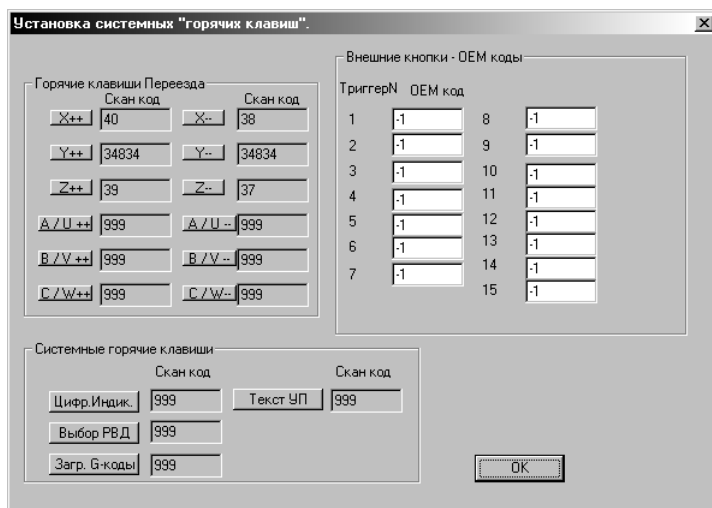 Установка системных "горячих клавиш".
Горячие клавиши Переезда
Скан код Скан код
X++ 40 X-- 38
Y++ 34834 Y-- 34834
Z++ 39 Z-- 37
A / U ++ 999 A / U -- 999
B / V ++ 999 B / V -- 999
C / W++ 999 C / W-- 999
Внешние кнопки - OEM коды
ТриггерN OEM код
1 -1 8 -1
2 -1 9 -1
3 -1 10 -1
4 -1 11 -1
5 -1 12 -1
6 -1 13 -1
7 -1 14 -1
15 -1
Системные горячие клавиши
Скан код Скан код
Цифр.Индик. 999 Текст УП 999
Выбор РВД 999
Загр. G-коды 999
OK